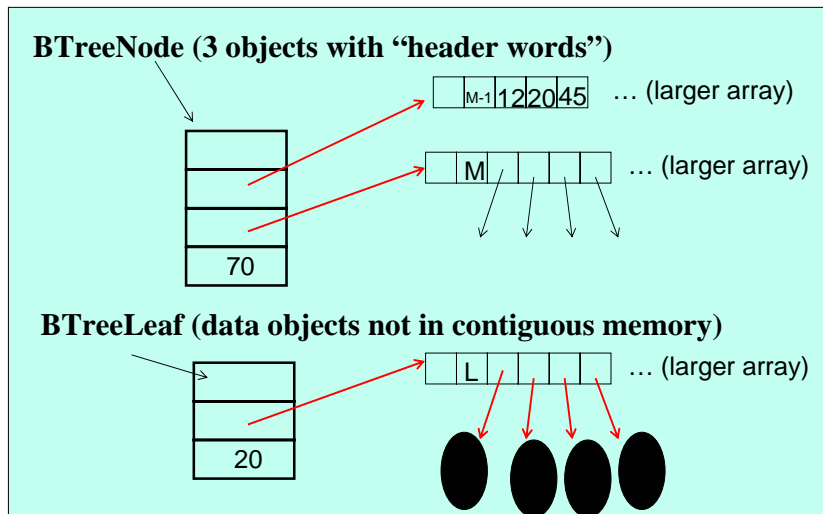 BTreeNode (3 objects with “header words”)
M-1 12 20 45 … (larger array)
M … (larger array)
70
BTreeLeaf (data objects not in contiguous memory)
L … (larger array)
20